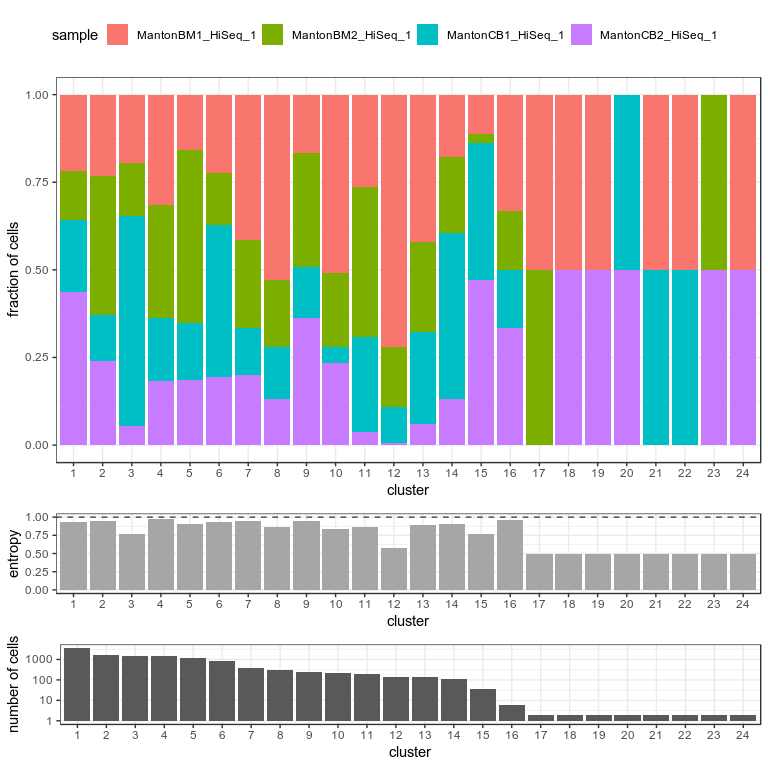 sample MantonBM1_HiSeq_1 MantonBM2_HiSeq_1 MantonCB1_HiSeq_1 MantonCB2_HiSeq_1
fraction of cells
1.00
0.75
0.50
0.25
0.00
1 2 3 4 5 6 7 8 9 10 11 12 13 14 15 16 17 18 19 20 21 22 23 24
cluster
entropy
1.00
0.75
0.50
0.25
0.00
1 2 3 4 5 6 7 8 9 10 11 12 13 14 15 16 17 18 19 20 21 22 23 24
cluster
number of cells
1000
100
10
1
1 2 3 4 5 6 7 8 9 10 11 12 13 14 15 16 17 18 19 20 21 22 23 24
cluster